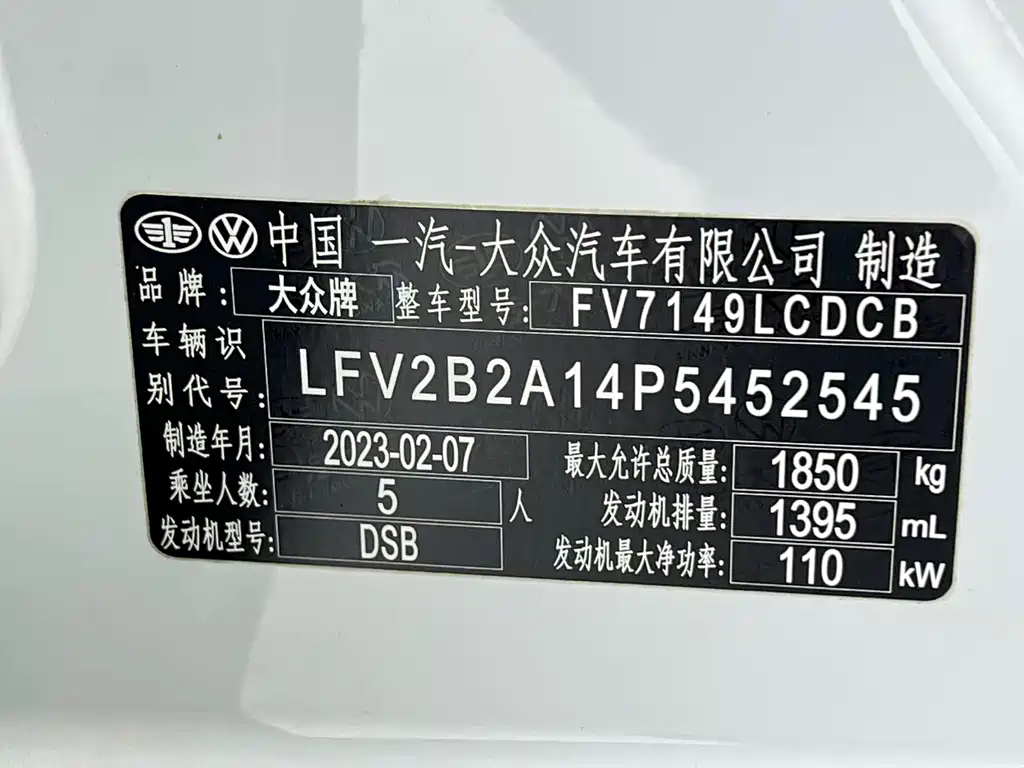 中国 一汽-大众汽车有限公司 制造
品牌: 大众牌 整车型号: FV7149LCDCB
车辆识别代号: LFV2B2A14P5452545
制造年月: 2023-02-07 最大允许总质量: 1850 kg
乘坐人数: 5 人 发动机排量: 1395 mL
发动机型号: DSB 发动机最大净功率: 110 kW